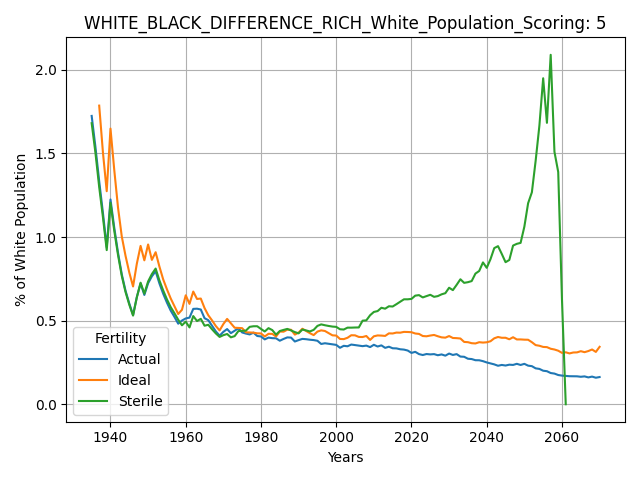 WHITE_BLACK_DIFFERENCE_RICH_White_Population_Scoring: 5
% of White Population
2.0
1.5
1.0
0.5
0.0
Fertility
Actual
Ideal
Sterile
1940 1960 1980 2000 2020 2040 2060
Years